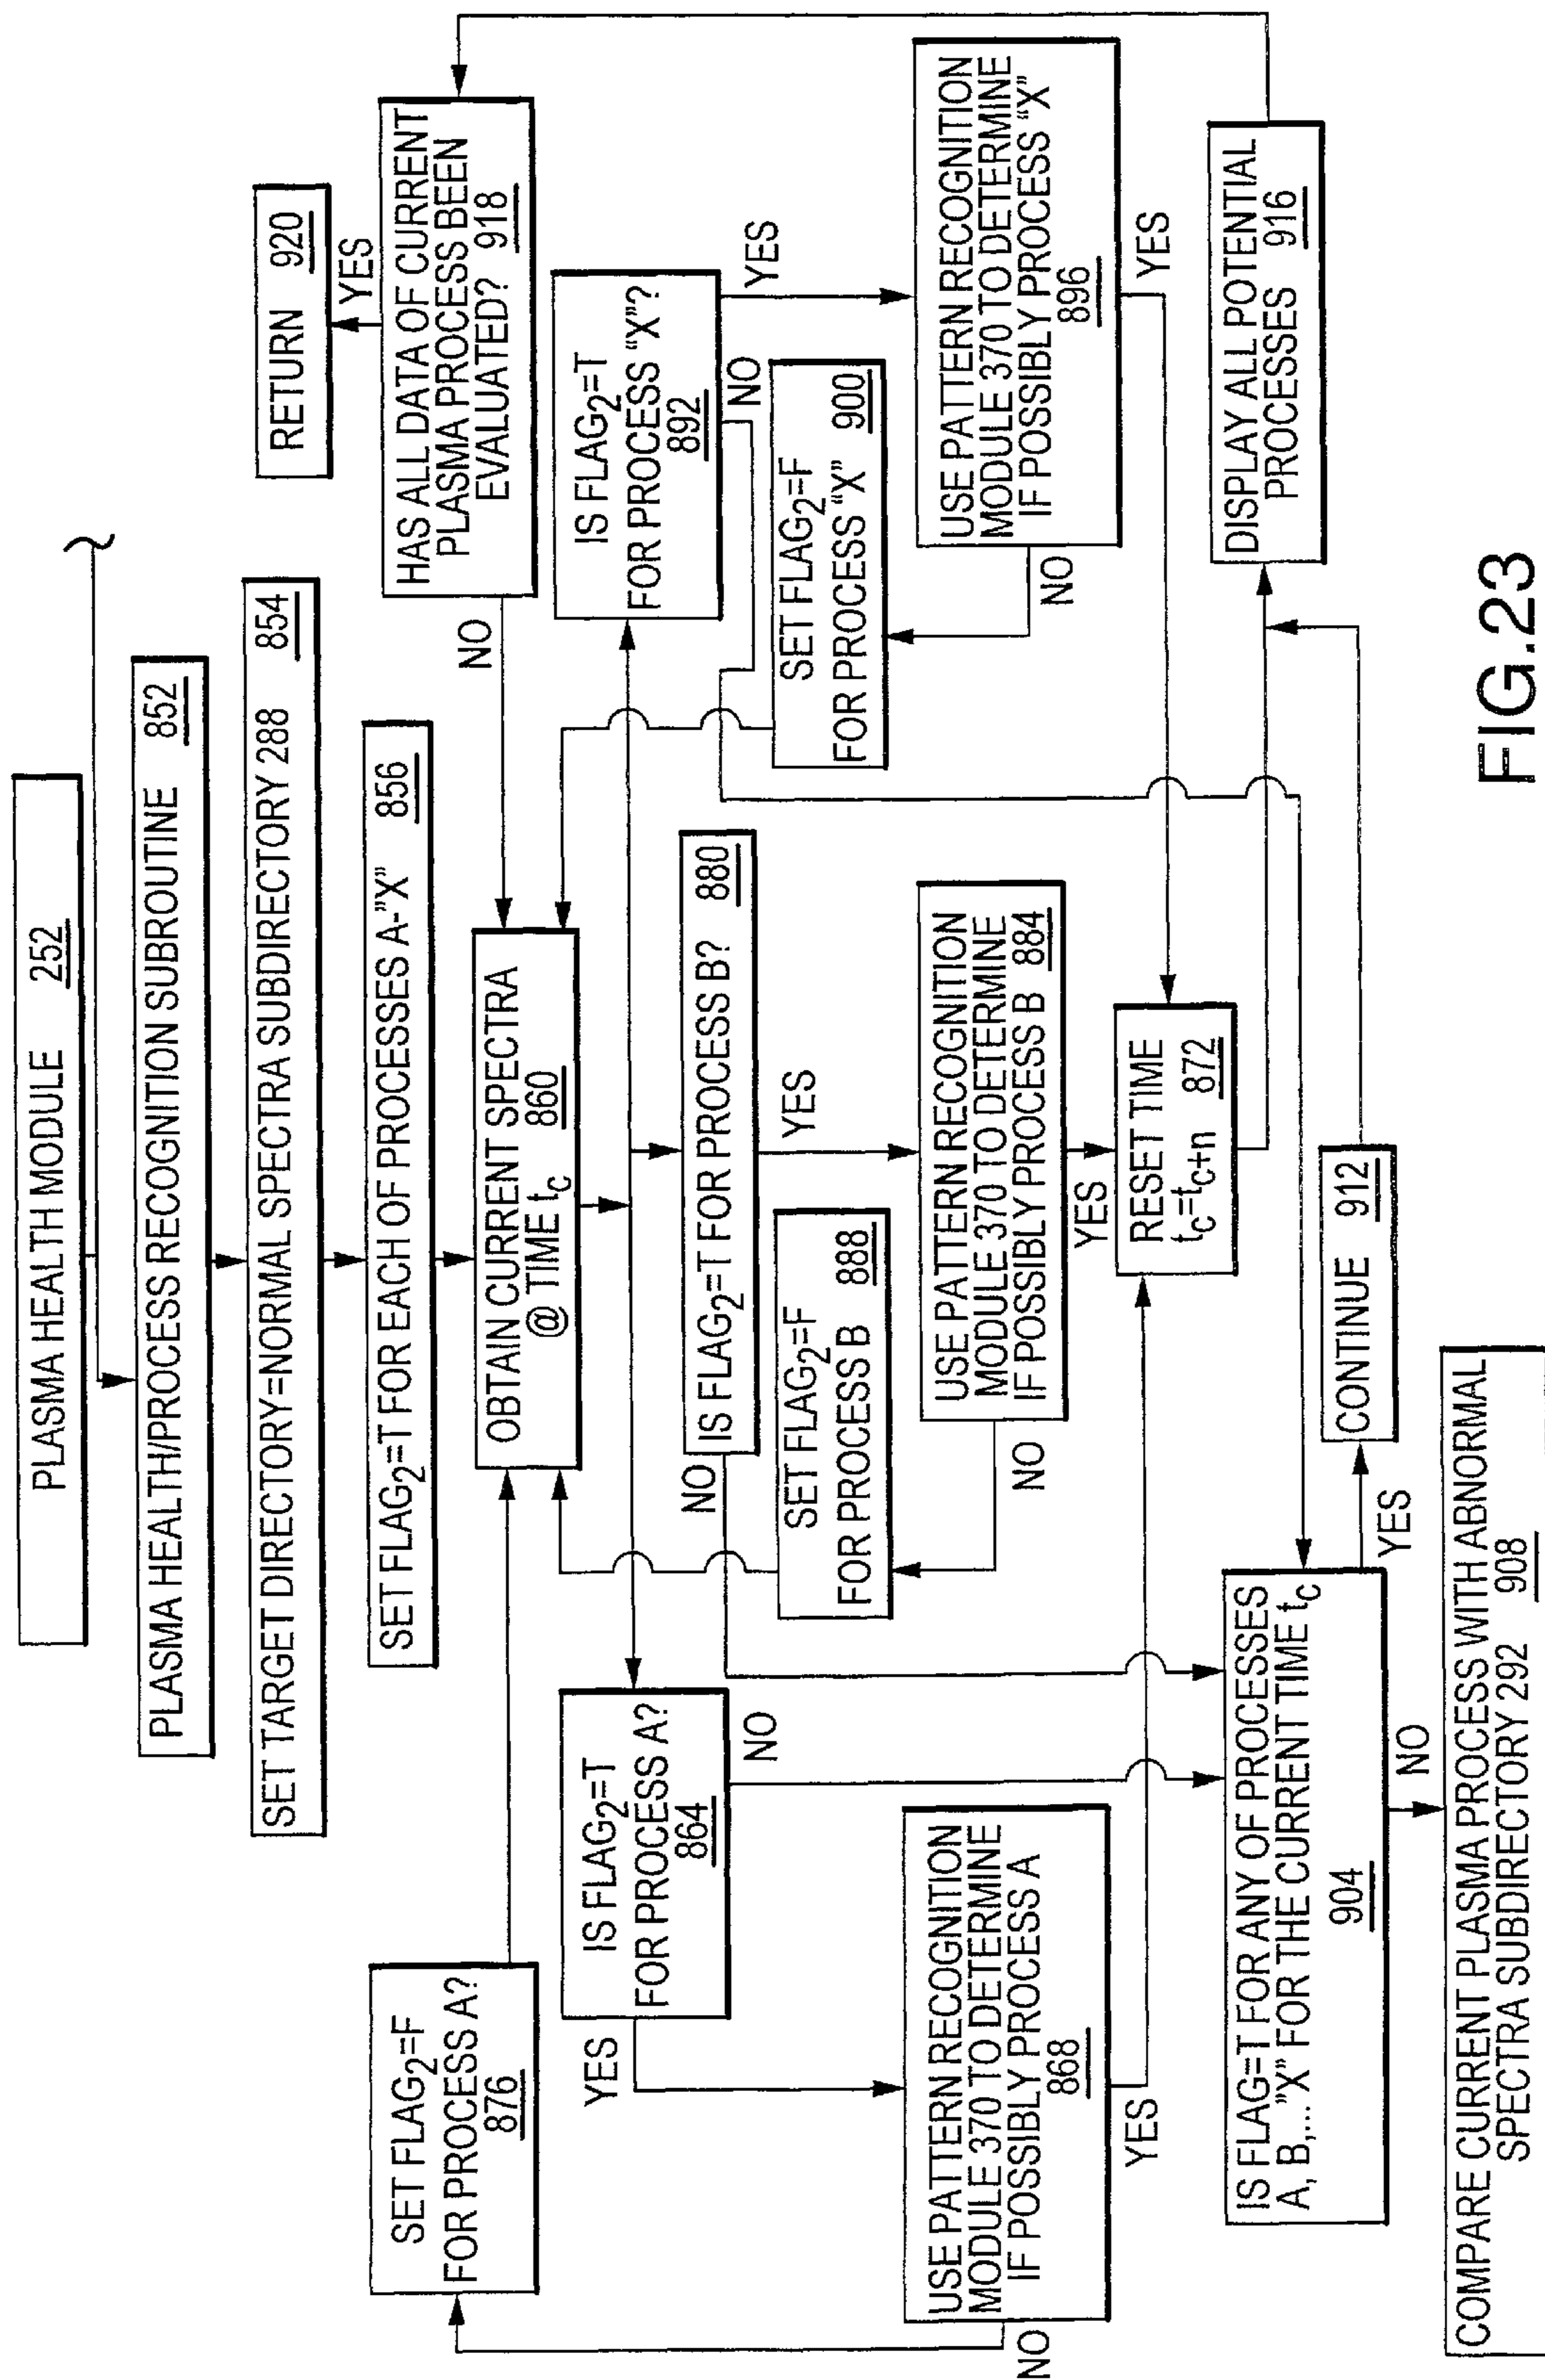 PLASMA HEALTH MODULE 252
PLASMA HEALTH/PROCESS RECOGNITION SUBROUTINE 852
SET TARGET DIRECTORY=NORMAL SPECTRA SUBDIRECTORY 288 854
SET FLAG2=T FOR EACH OF PROCESSES A-"X" 856
OBTAIN CURRENT SPECTRA
@ TIME tC
860
RETURN 920
YES
HAS ALL DATA OF CURRENT
PLASMA PROCESS BEEN
EVALUATED? 918
NO
SET FLAG2=F
FOR PROCESS A?
876
IS FLAG2=T
FOR PROCESS A?
864
YES
NO
USE PATTERN RECOGNITION
MODULE 370 TO DETERMINE
IF POSSIBLY PROCESS A
868
NO
YES
IS FLAG2=T FOR PROCESS B? 880
NO
YES
SET FLAG2=F
FOR PROCESS B 888
USE PATTERN RECOGNITION
MODULE 370 TO DETERMINE
IF POSSIBLY PROCESS B 884
NO
YES
IS FLAG2=T
FOR PROCESS "X"?
892
YES
NO
SET FLAG2=F
FOR PROCESS "X" 900
USE PATTERN RECOGNITION
MODULE 370 TO DETERMINE
IF POSSIBLY PROCESS "X"
896
NO
YES
RESET TIME
tC=tC+n 872
DISPLAY ALL POTENTIAL
PROCESSES 916
IS FLAG=T FOR ANY OF PROCESSES
A, B,..."X" FOR THE CURRENT TIME tC
904
YES
CONTINUE 912
NO
COMPARE CURRENT PLASMA PROCESS WITH ABNORMAL
SPECTRA SUBDIRECTORY 292 908
FIG.23